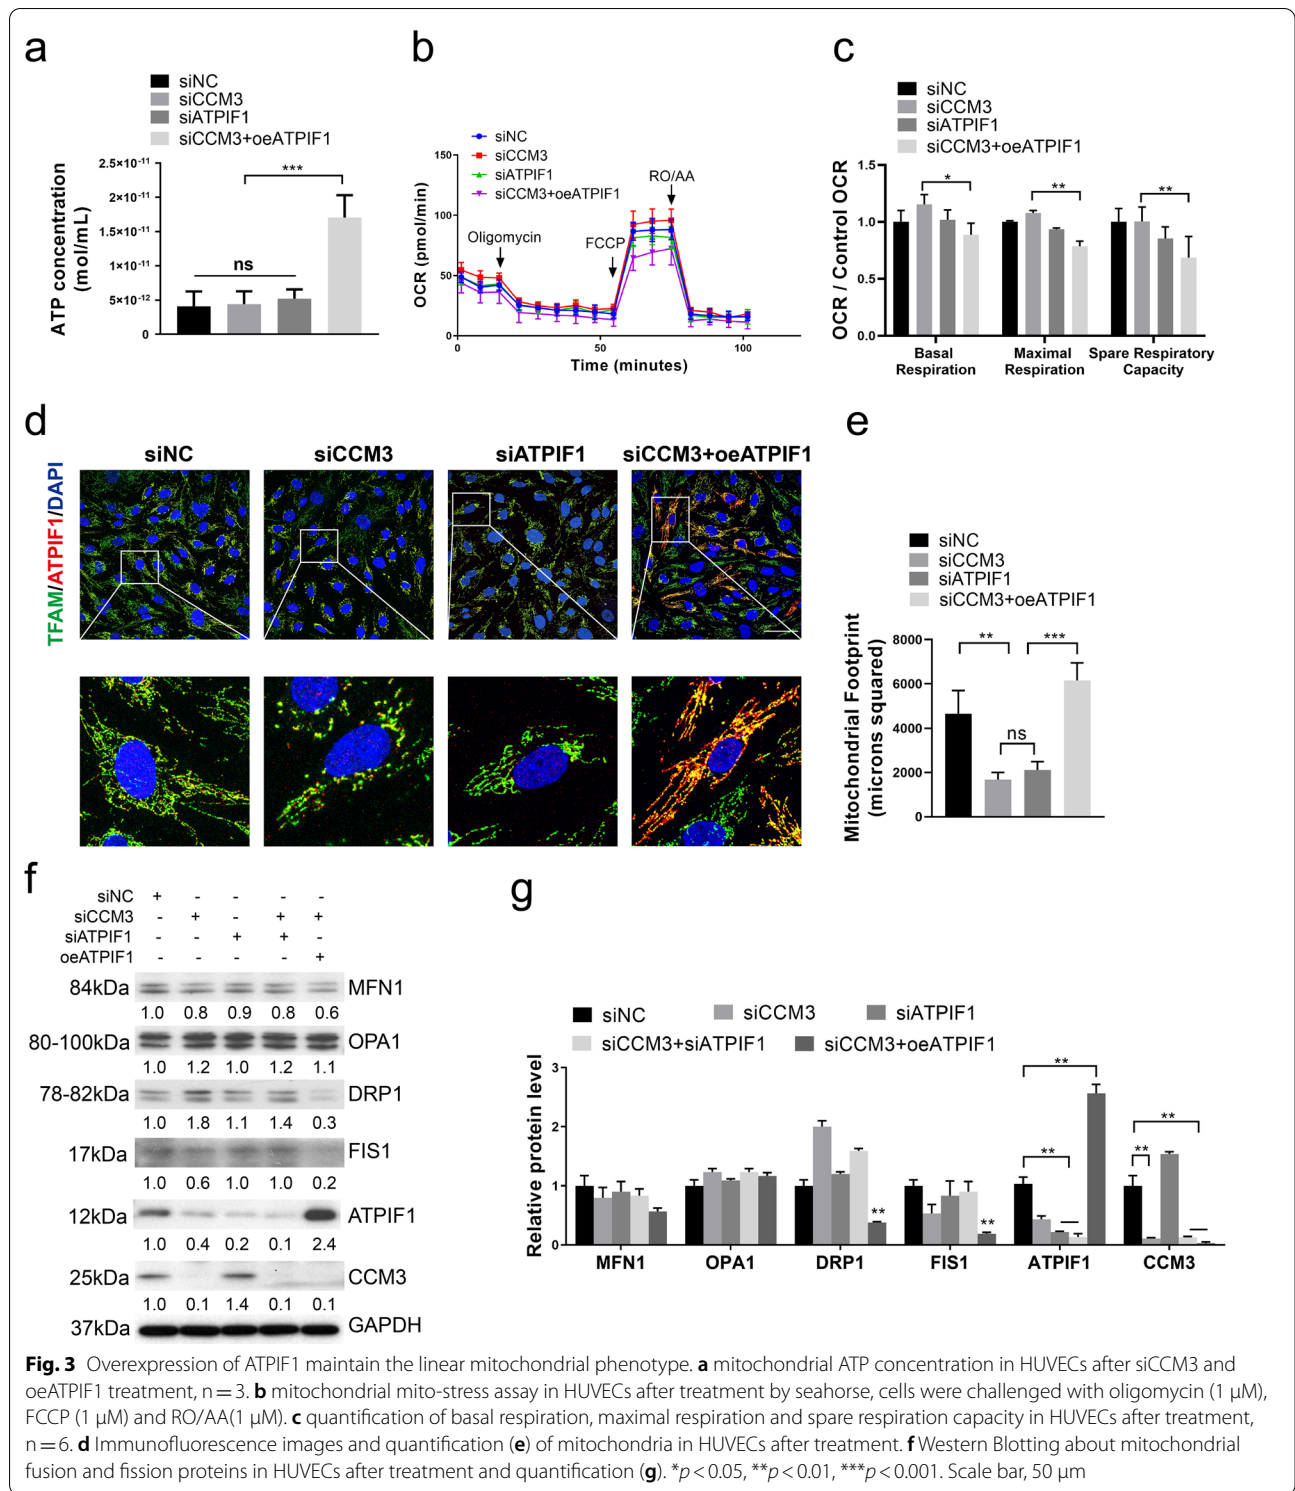 a
siNC
siCCM3
siATPIF1
siCCM3+oeATPIF1
ATP concentration
(mol/mL)
2.5×10⁻¹¹
2×10⁻¹¹
1.5×10⁻¹¹
1×10⁻¹¹
5×10⁻¹²
0
ns
***
b
siNC
siCCM3
siATPIF1
siCCM3+oeATPIF1
OCR (pmol/min)
150
100
50
0
0 50 100
Time (minutes)
Oligomycin
FCCP
RO/AA
c
siNC
siCCM3
siATPIF1
siCCM3+oeATPIF1
OCR / Control OCR
1.5
1.0
0.5
0.0
* ** **
Basal
Respiration
Maximal
Respiration
Spare Respiratory
Capacity
d
siNC siCCM3 siATPIF1 siCCM3+oeATPIF1
TFAM/ATPIF1/DAPI
e
siNC
siCCM3
siATPIF1
siCCM3+oeATPIF1
Mitochondrial Footprint
(microns squared)
8000
6000
4000
2000
0
** ***
ns
f
siNC + - - - -
siCCM3 - + - + +
siATPIF1 - - + + -
oeATPIF1 - - - - +
84kDa MFN1
1.0 0.8 0.9 0.8 0.6
80-100kDa OPA1
1.0 1.2 1.0 1.2 1.1
78-82kDa DRP1
1.0 1.8 1.1 1.4 0.3
17kDa FIS1
1.0 0.6 1.0 1.0 0.2
12kDa ATPIF1
1.0 0.4 0.2 0.1 2.4
25kDa CCM3
1.0 0.1 1.4 0.1 0.1
37kDa GAPDH
g
siNC siCCM3 siATPIF1
siCCM3+siATPIF1 siCCM3+oeATPIF1
Relative protein level
3
2
1
0
** ** ** ** ** **
MFN1 OPA1 DRP1 FIS1 ATPIF1 CCM3
Fig. 3 Overexpression of ATPIF1 maintain the linear mitochondrial phenotype. a mitochondrial ATP concentration in HUVECs after siCCM3 and
oeATPIF1 treatment, n = 3. b mitochondrial mito-stress assay in HUVECs after treatment by seahorse, cells were challenged with oligomycin (1 μM),
FCCP (1 μM) and RO/AA(1 μM). c quantification of basal respiration, maximal respiration and spare respiration capacity in HUVECs after treatment,
n = 6. d Immunofluorescence images and quantification (e) of mitochondria in HUVECs after treatment. f Western Blotting about mitochondrial
fusion and fission proteins in HUVECs after treatment and quantification (g). *p < 0.05, **p < 0.01, ***p < 0.001. Scale bar, 50 μm